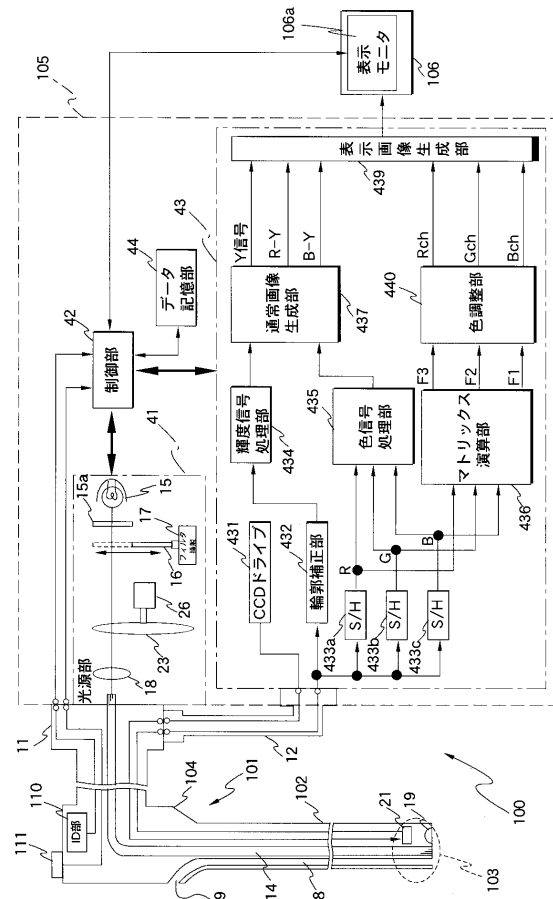 105
106a
表示
モニタ
106
44
データ
記憶部
42
制御部
41
15a
15
17
フィルタ
16
26
23
18
光源部
43
表示画像生成部
439
Y信号
R-Y
B-Y
Rch
Gch
Bch
通常画像
生成部
437
440
色調整部
F3
F2
F1
輝度信号
処理部
434
435
色信号
処理部
マトリックス
演算部
436
431
CCDドライブ
432
輪郭補正部
R
G
B
S/H
433a
S/H
433b
S/H
433c
11
12
110
ID部
111
104
101
102
100
21
19
103
14
8
9